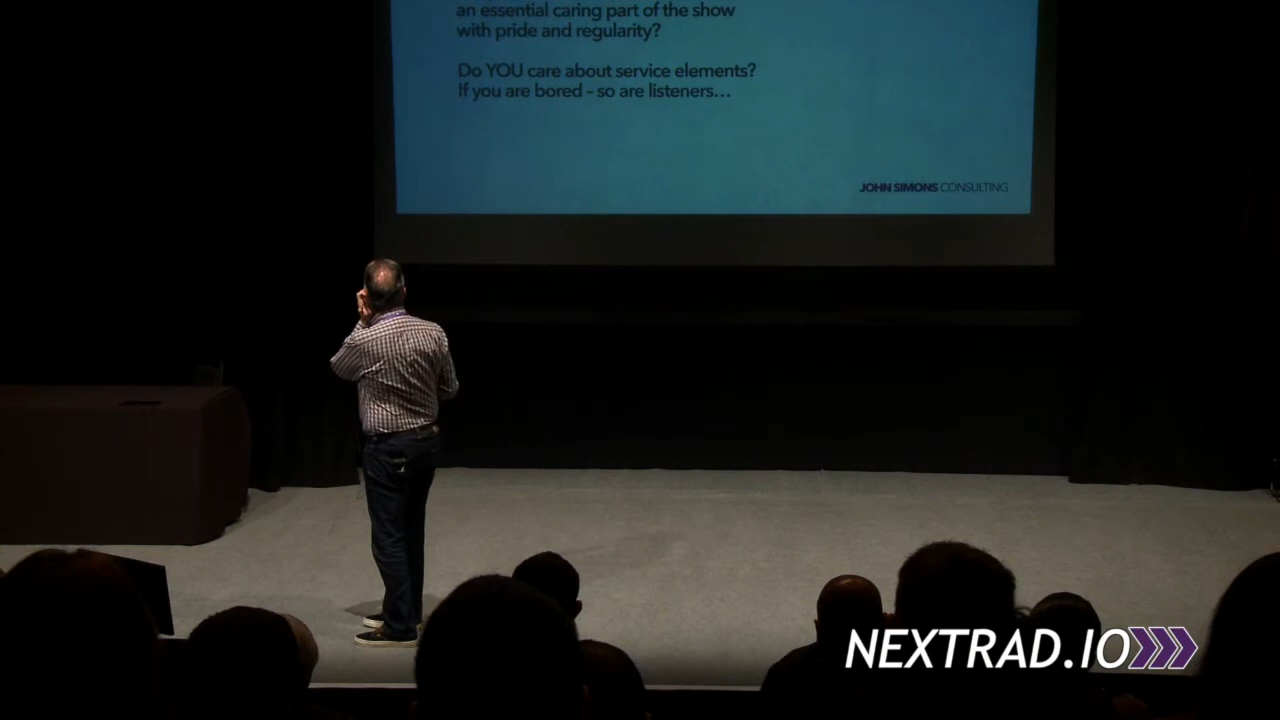 an essential caring part of the show
with pride and regularity?
Do YOU care about service elements?
If you are bored - so are listeners...
JOHN SIMONS CONSULTING
NEXTRAD.IO